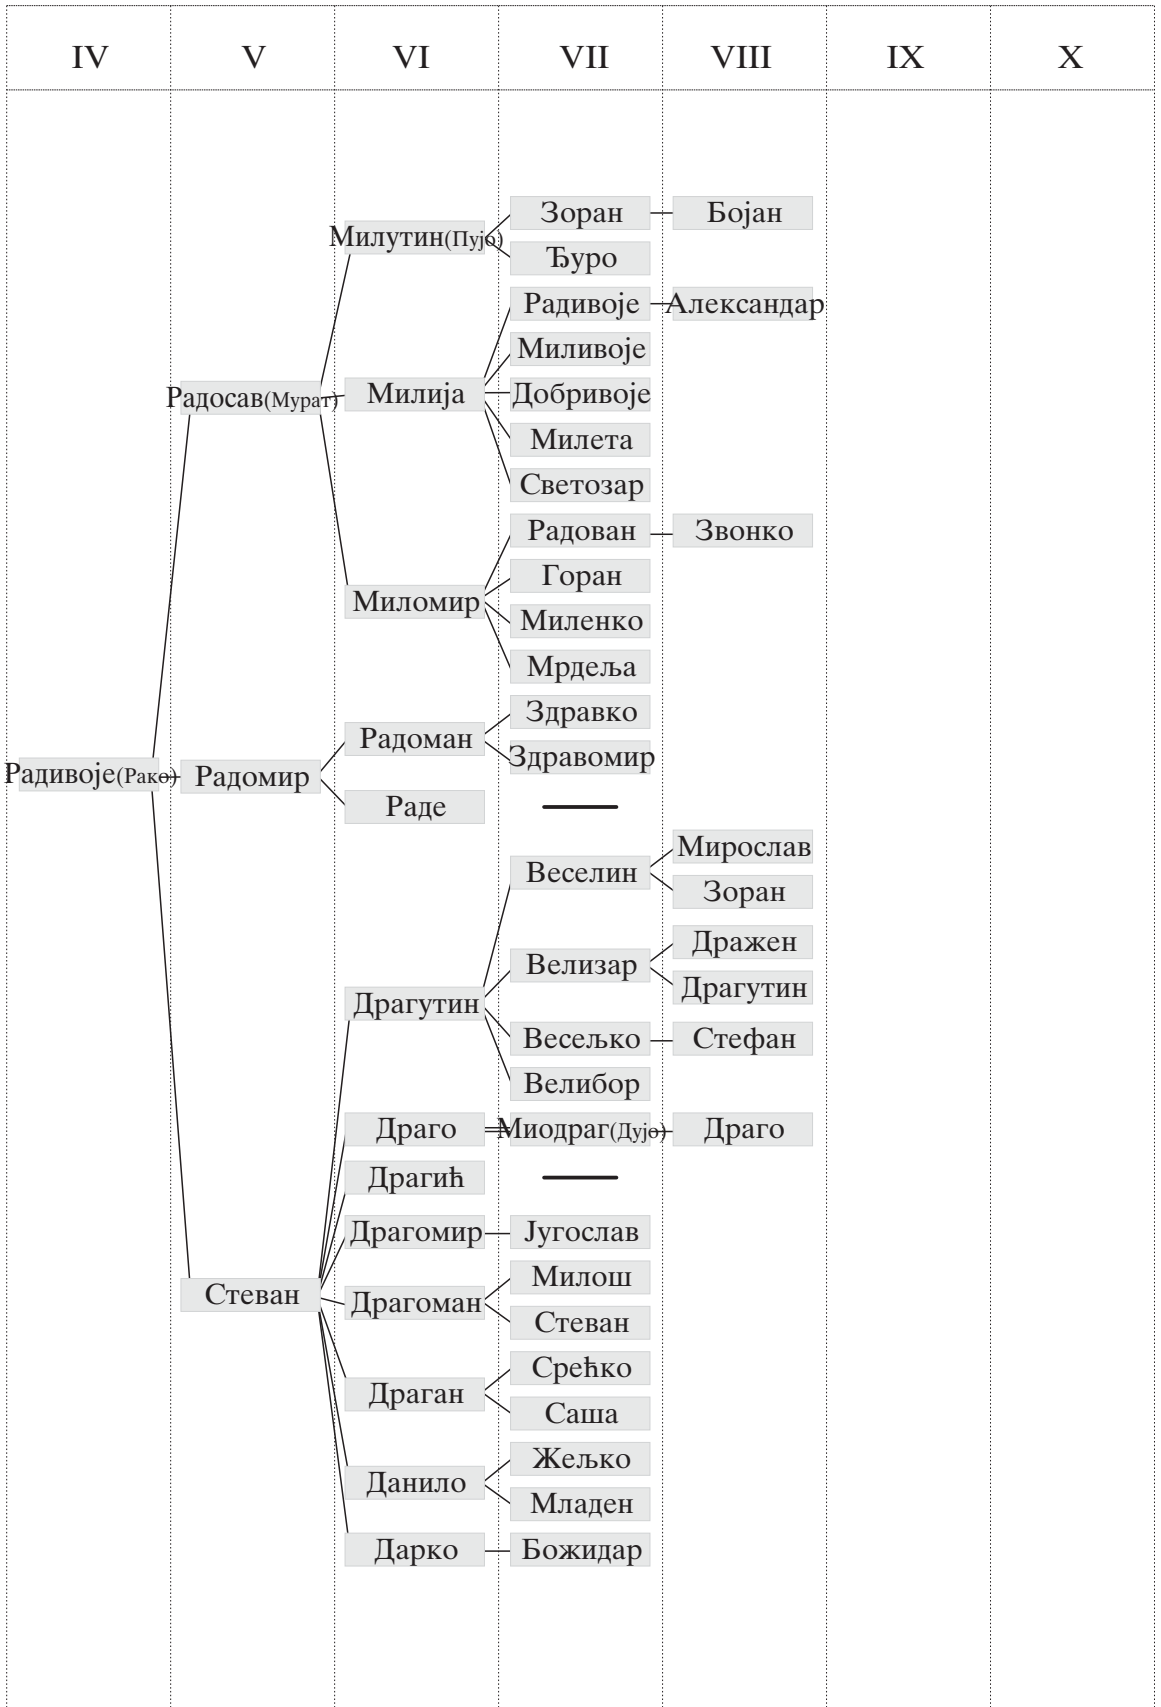 IV V VI VII VIII IX X
Зоран Бојан
Милутин(Пујо)
Ђуро
Радивоје Александар
Миливоје
Радосав(Мурат) Милија Добривоје
Милета
Светозар
Радован Звонко
Горан
Миломир
Миленко
Мрдеља
Здравко
Радоман
Здравомир
Радивоје(Рако) Радомир
Раде
Мирослав
Веселин
Зоран
Дражен
Велизар
Драгутин
Драгутин
Весељко Стефан
Велибор
Драго Миодраг(Дујо) Драго
Драгић
Драгомир Југослав
Милош
Стеван Драгоман
Стеван
Срећко
Драган
Саша
Жељко
Данило
Младен
Дарко Божидар